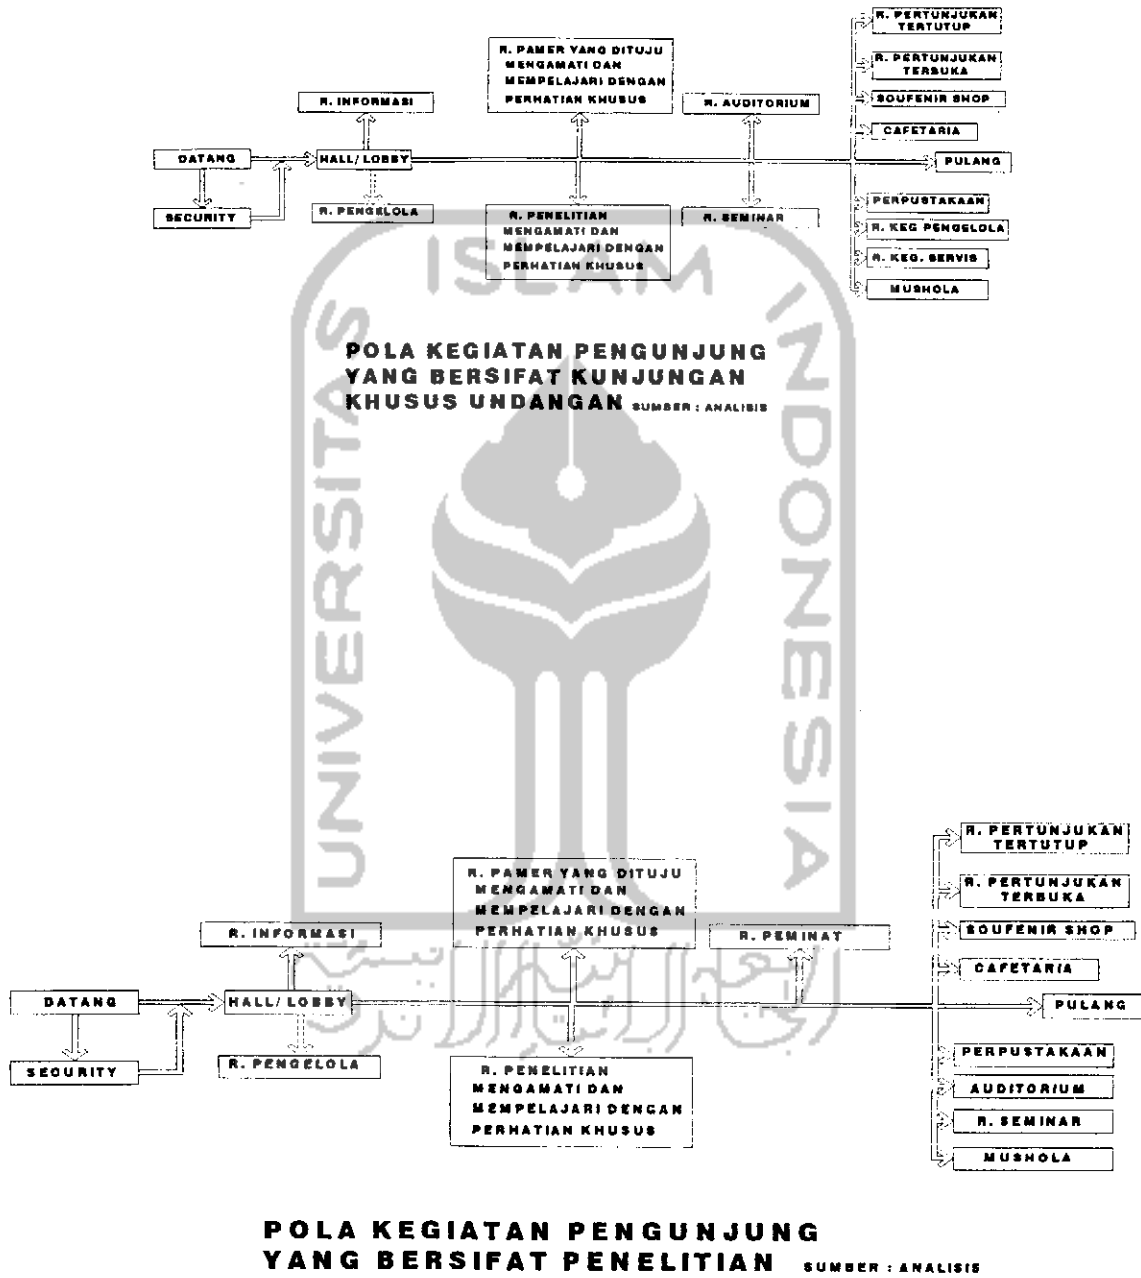 R. PERTUNJUKAN
TERTUTUP
R. PERTUNJUKAN
TERBUKA
SOUFENIR SHOP
CAFETARIA
R. PAMER YANG DITUJU
MENGAMATI DAN
MEMPELAJARI DENGAN
PERHATIAN KHUSUS
R. INFORMASI
R. AUDITORIUM
DATANG
HALL/LOBBY
PULANG
SECURITY
R. PENGELOLA
R. PENELITIAN
MENGAMATI DAN
MEMPELAJARI DENGAN
PERHATIAN KHUSUS
R. SEMINAR
PERPUSTAKAAN
R. KEG PENGELOLA
R. KEG. SERVIS
MUSHOLA
POLA KEGIATAN PENGUNJUNG
YANG BERSIFAT KUNJUNGAN
KHUSUS UNDANGAN SUMBER : ANALISIS
UNIVERSITAS
ISLAM
INDONESIA
R. PERTUNJUKAN
TERTUTUP
R. PERTUNJUKAN
TERBUKA
SOUFENIR SHOP
CAFETARIA
R. PAMER YANG DITUJU
MENGAMATI DAN
MEMPELAJARI DENGAN
PERHATIAN KHUSUS
R. INFORMASI
R. PEMINAT
DATANG
HALL/LOBBY
PULANG
SECURITY
R. PENGELOLA
R. PENELITIAN
MENGAMATI DAN
MEMPELAJARI DENGAN
PERHATIAN KHUSUS
PERPUSTAKAAN
AUDITORIUM
R. SEMINAR
MUSHOLA
POLA KEGIATAN PENGUNJUNG
YANG BERSIFAT PENELITIAN SUMBER : ANALISIS